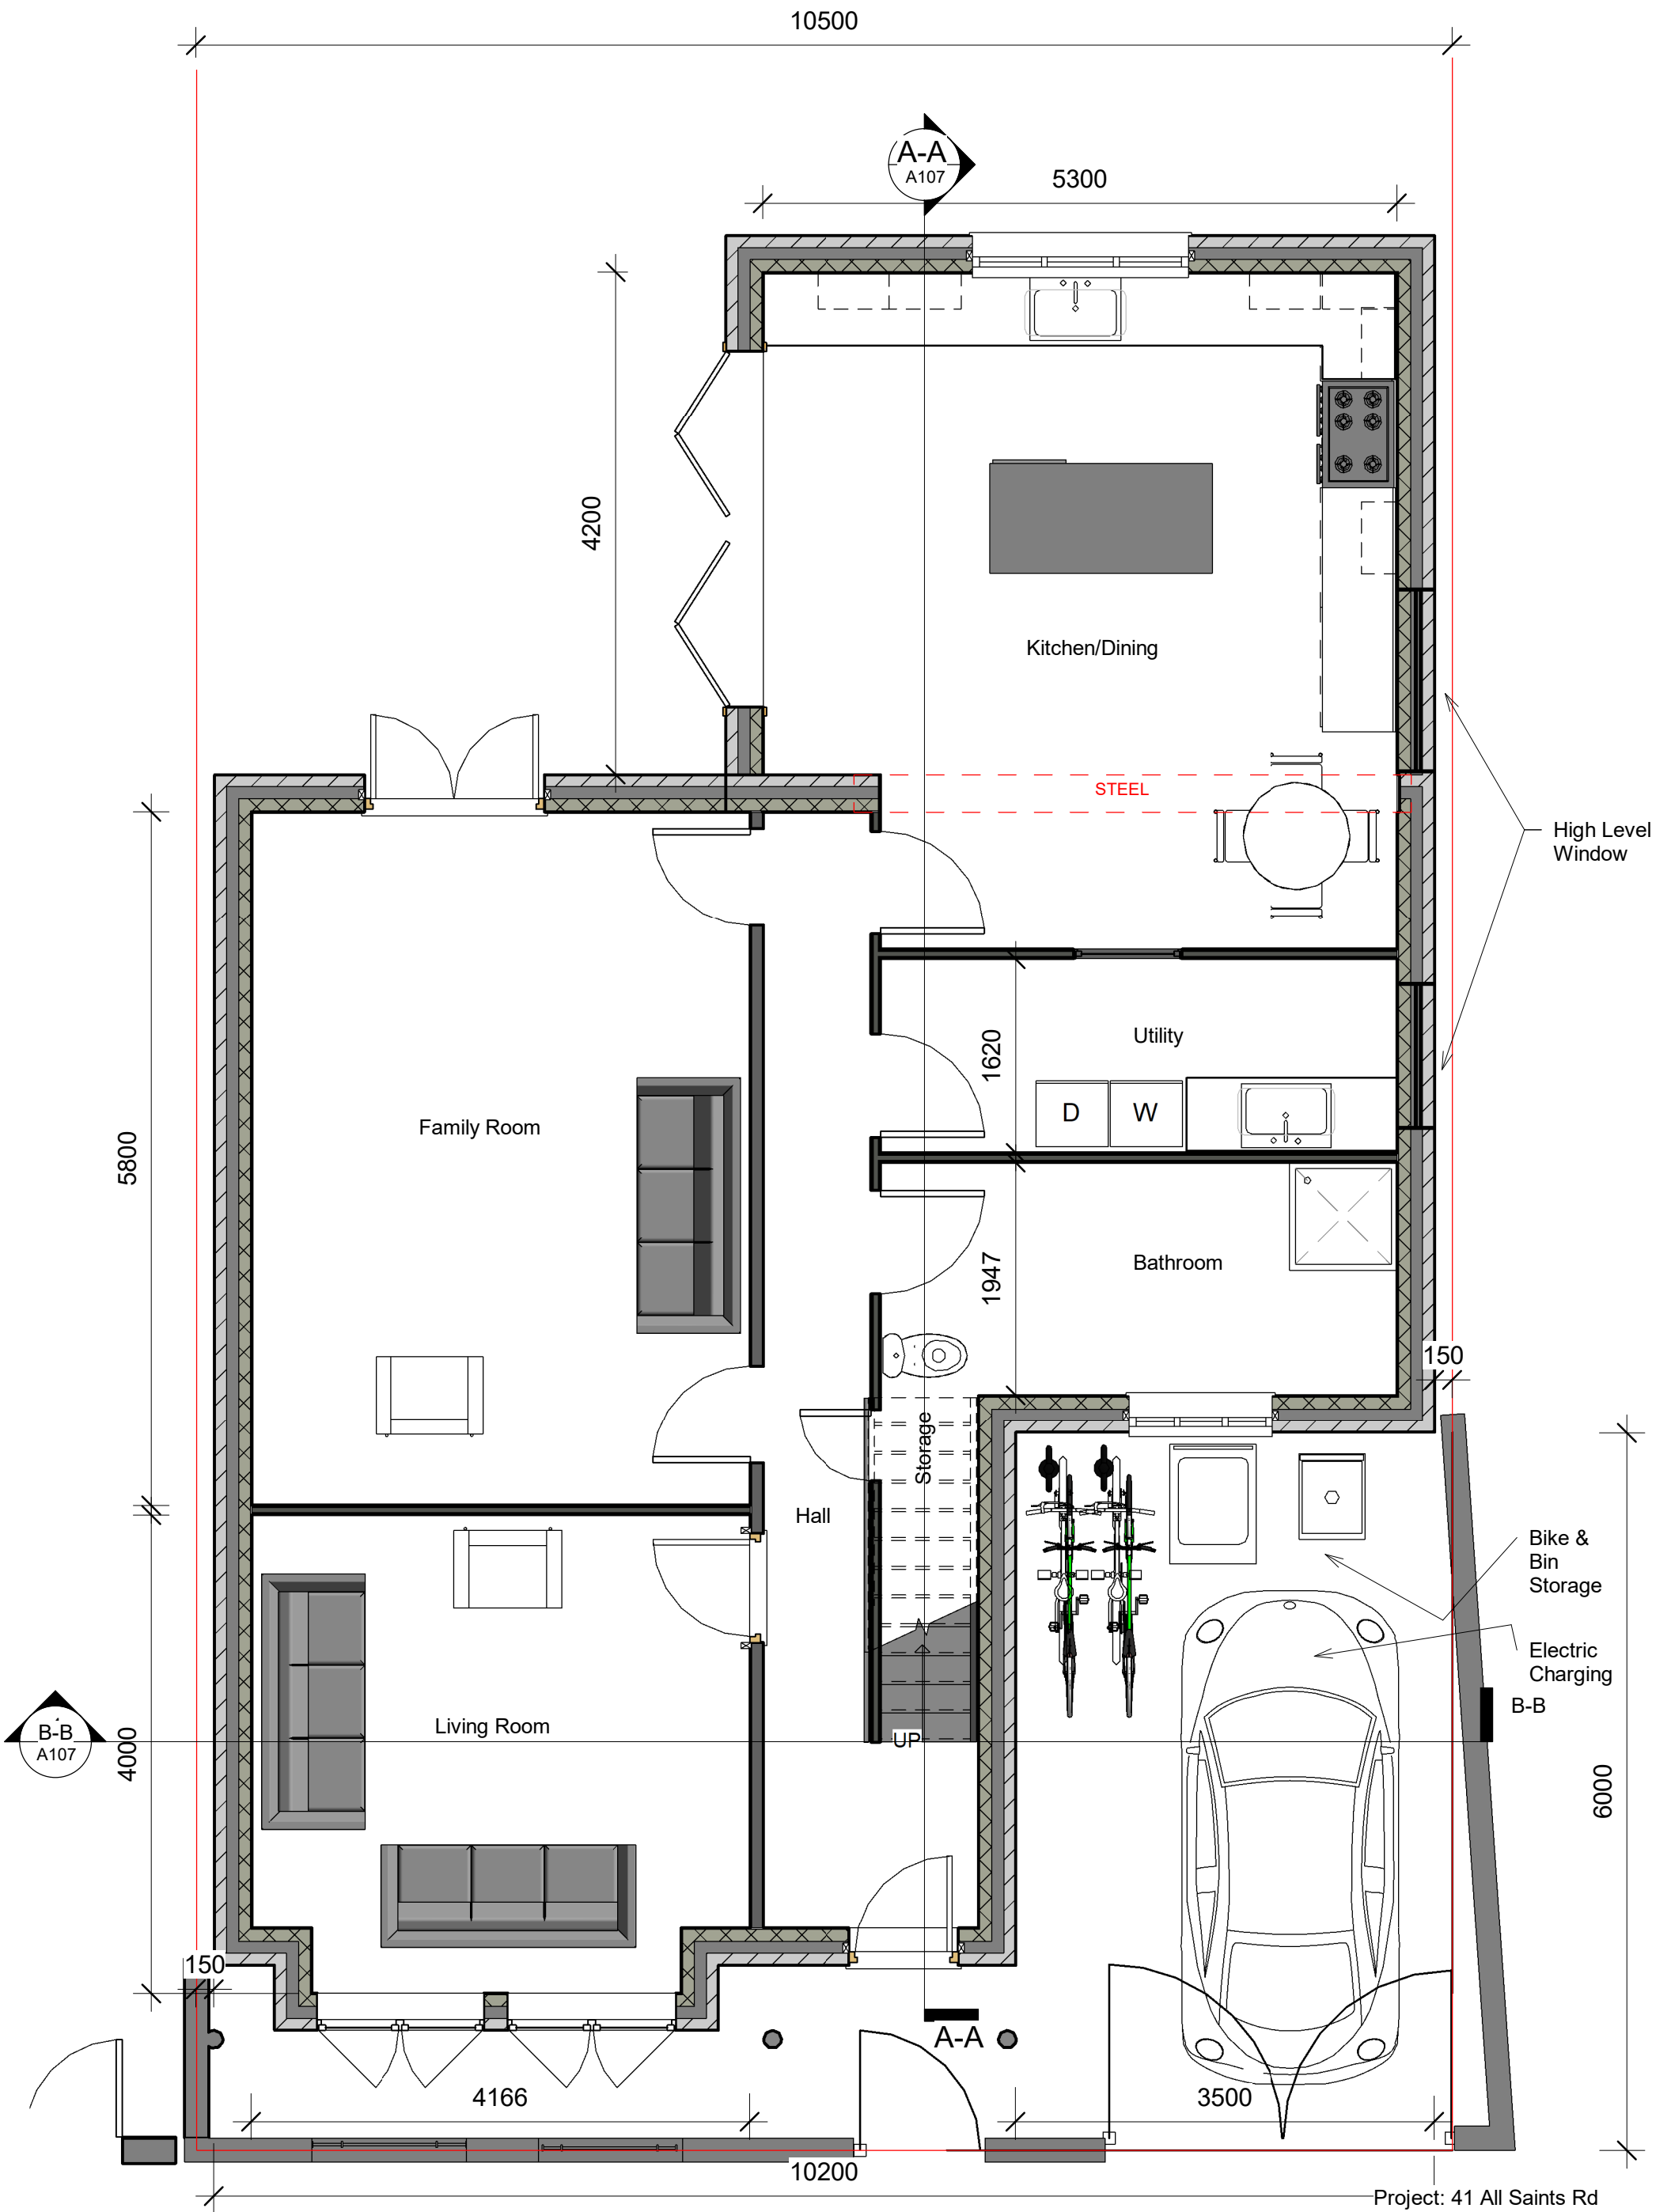 10500
A-A
A107
5300
4200
Kitchen/Dining
STEEL
High Level
Window
1620
Utility
D
W
Family Room
5800
Bathroom
1947
150
Storage
Hall
Bike &
Bin
Storage
Electric
Charging
B-B
B-B
A107
Living Room
UP
4000
6000
150
A-A
4166
3500
10200
Project: 41 All Saints Rd